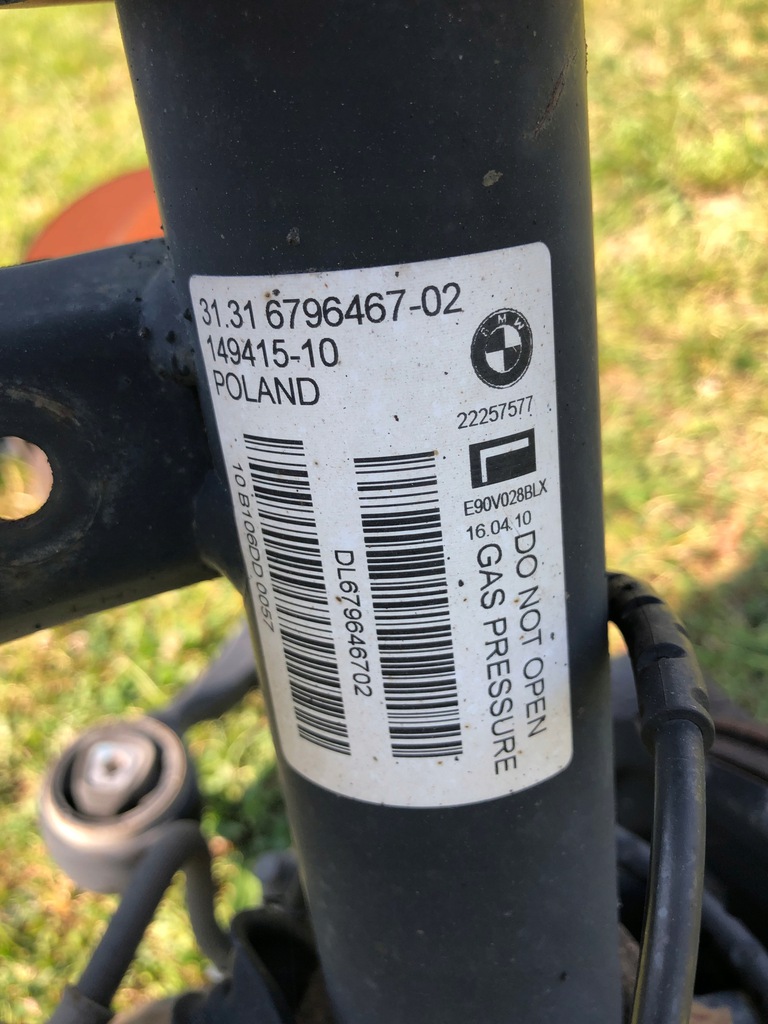 31.31 6796467-02
149415-10
POLAND
BMW
22257577
L
E90V028BLX
16.04.10
DO NOT OPEN
GAS PRESSURE
DL679646702
10 B106DD 0057